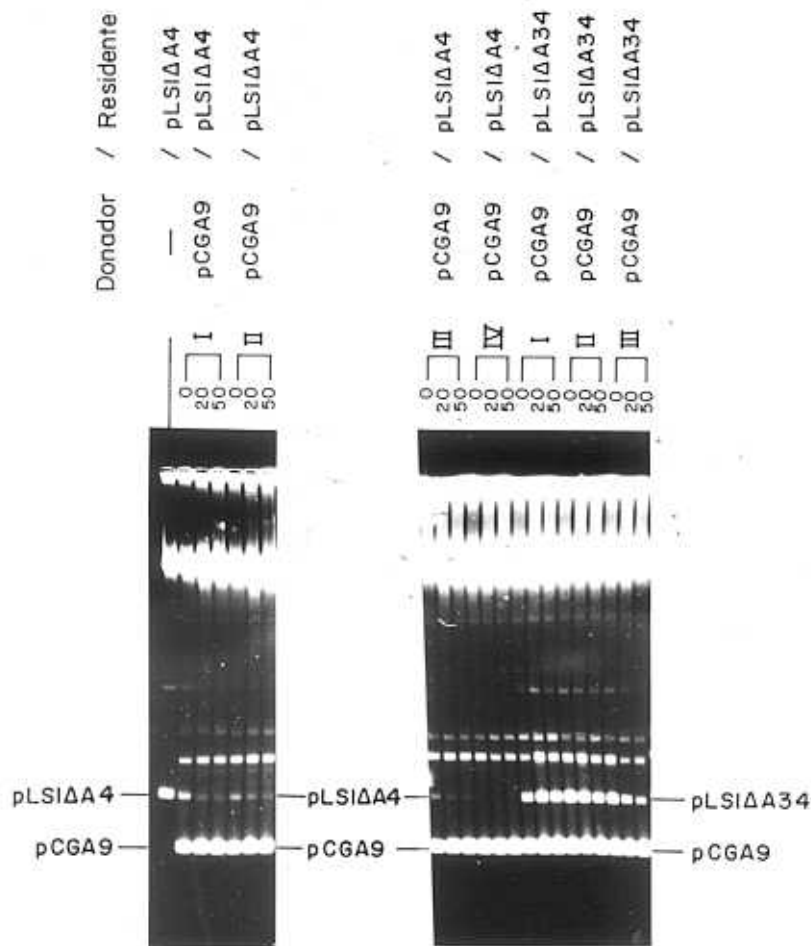 Donador / Residente
— / pLSIΔA4
pCGA9 / pLSIΔA4
pCGA9 / pLSIΔA4
pCGA9 / pLSIΔA4
pCGA9 / pLSIΔA4
pCGA9 / pLSIΔA34
pCGA9 / pLSIΔA34
pCGA9 / pLSIΔA34
I II III IV I II III
0 20 50 0 20 50 0 20 50 0 20 50 0 20 50 0 20 50 0 20 50
pLSIΔA4 pLSIΔA4 pLSIΔA34
pCGA9 pCGA9 pCGA9